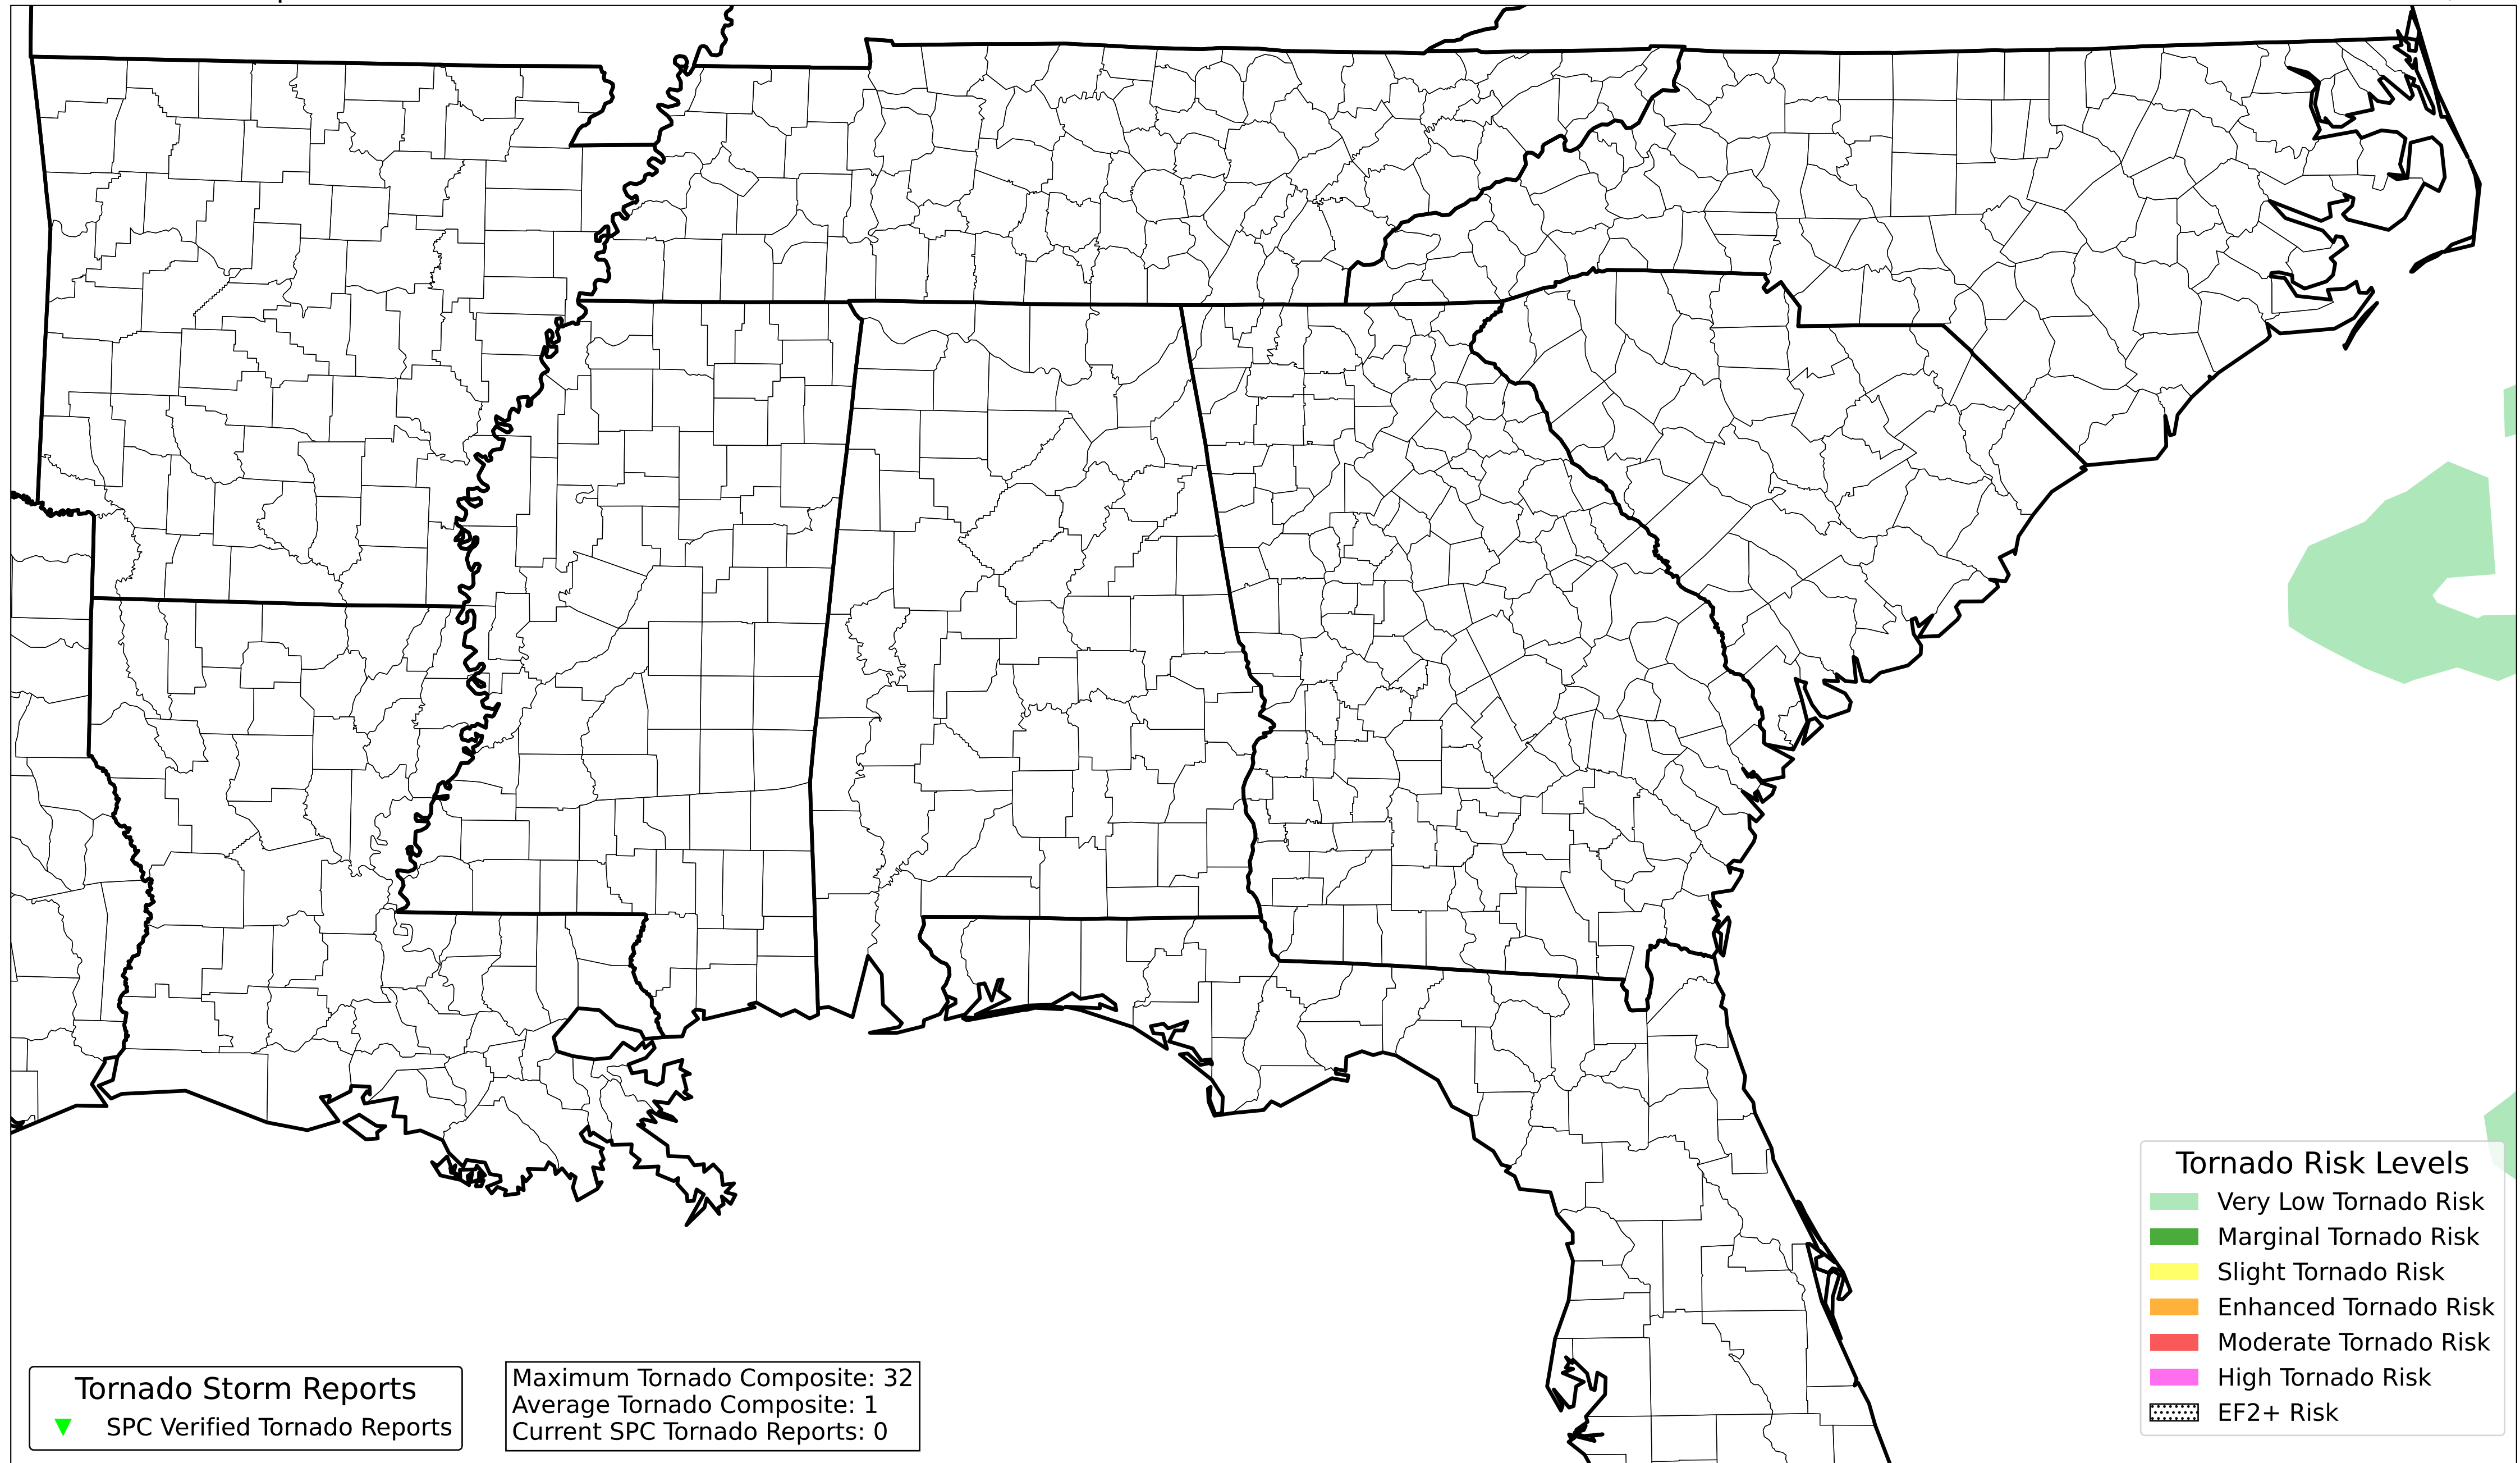 Tornado Risk Levels
Very Low Tornado Risk
Marginal Tornado Risk
Slight Tornado Risk
Enhanced Tornado Risk
Moderate Tornado Risk
High Tornado Risk
EF2+ Risk
Tornado Storm Reports
SPC Verified Tornado Reports
Maximum Tornado Composite: 32
Average Tornado Composite: 1
Current SPC Tornado Reports: 0